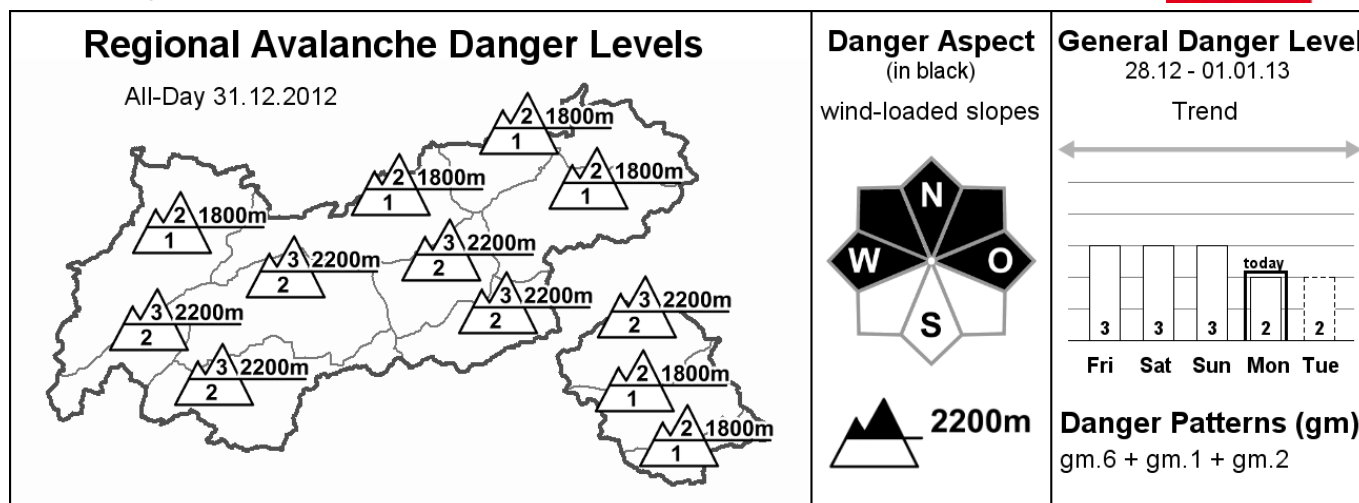 Regional Avalanche Danger Levels
All-Day 31.12.2012
2 1800m
1
2 1800m
1
2 1800m
1
2 1800m
1
3 2200m
2
3 2200m
2
3 2200m
2
3 2200m
2
3 2200m
2
3 2200m
2
2 1800m
1
2 1800m
1
Danger Aspect
(in black)
wind-loaded slopes
N
W
O
S
2200m
General Danger Level
28.12 - 01.01.13
Trend
today
3 3 3 2 2
Fri Sat Sun Mon Tue
Danger Patterns (gm)
gm.6 + gm.1 + gm.2